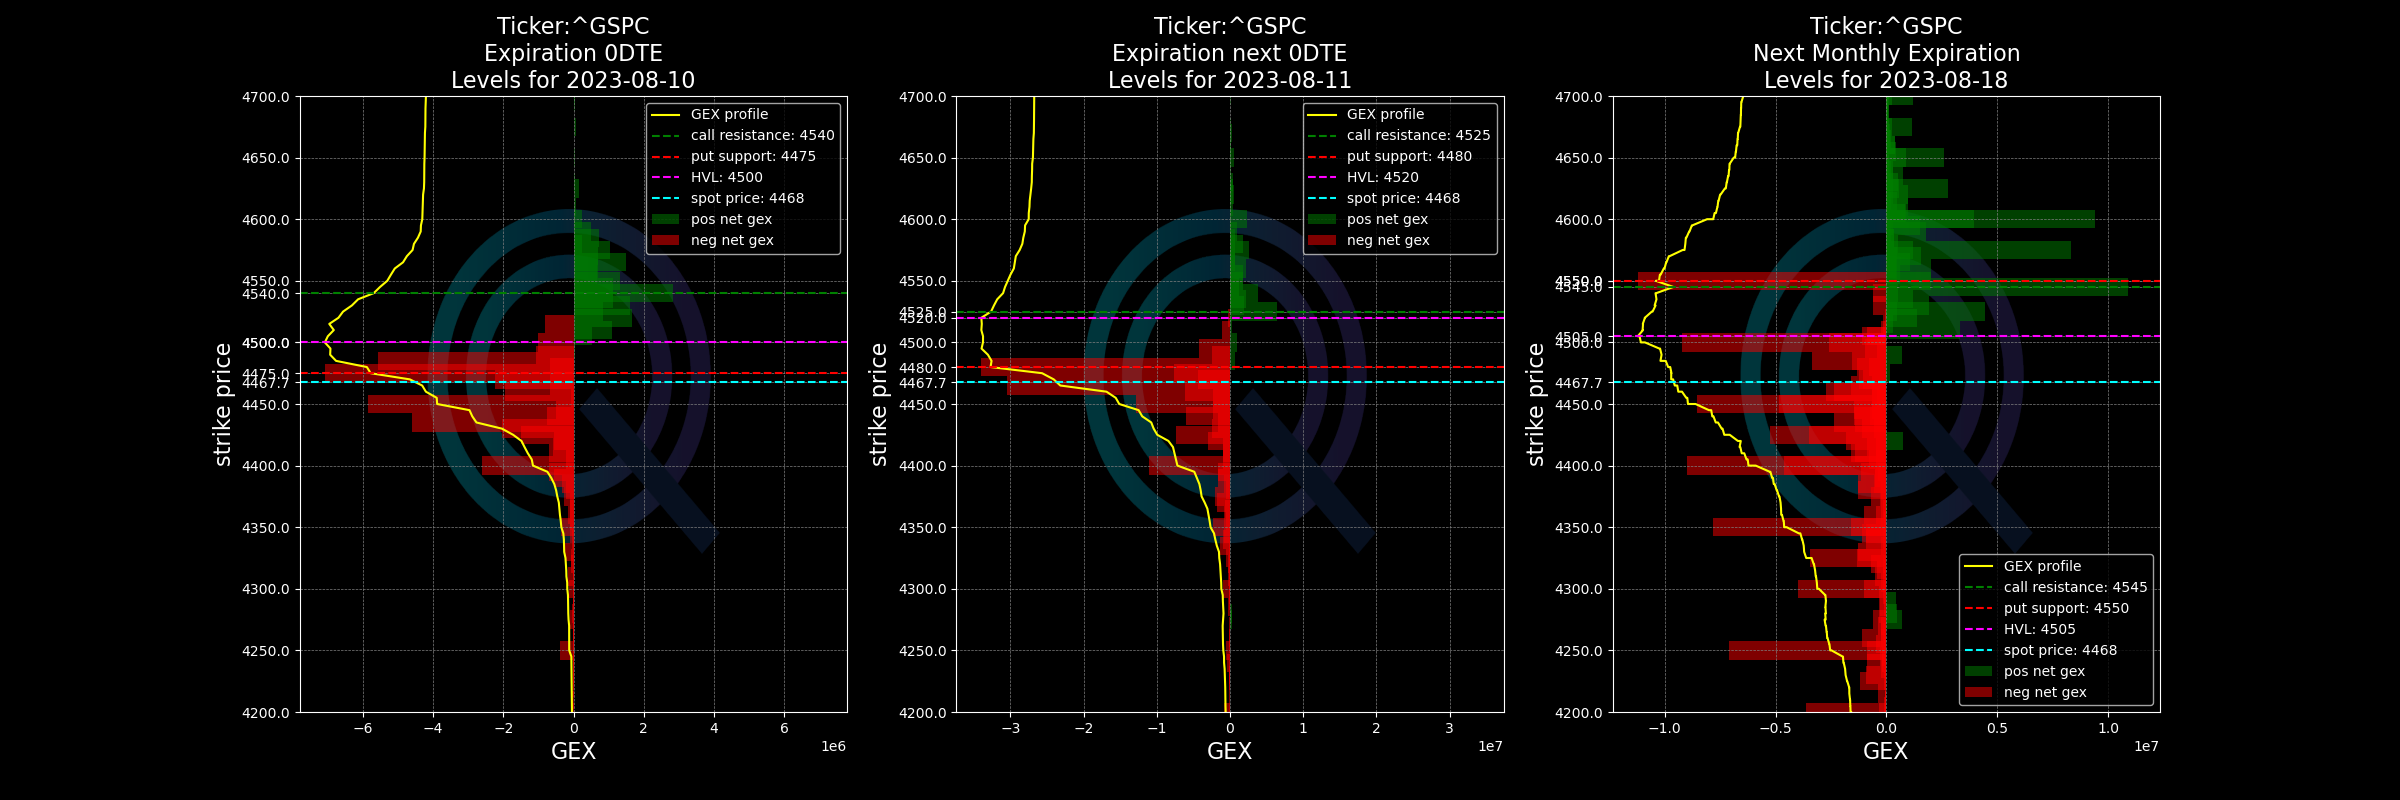 Ticker:^GSPC
Expiration 0DTE
Levels for 2023-08-10
4700.0
4650.0
4600.0
4550.0
4540.0
4500.0
4475.0
4467.7
4450.0
4400.0
4350.0
4300.0
4250.0
4200.0
strike price
GEX profile
call resistance: 4540
put support: 4475
HVL: 4500
spot price: 4468
pos net gex
neg net gex
−6 −4 −2 0 2 4 6
1e6
GEX
Ticker:^GSPC
Expiration next 0DTE
Levels for 2023-08-11
4700.0
4650.0
4600.0
4550.0
4525.0
4520.0
4500.0
4480.0
4467.7
4450.0
4400.0
4350.0
4300.0
4250.0
4200.0
strike price
GEX profile
call resistance: 4525
put support: 4480
HVL: 4520
spot price: 4468
pos net gex
neg net gex
−3 −2 −1 0 1 2 3
1e7
GEX
Ticker:^GSPC
Next Monthly Expiration
Levels for 2023-08-18
4700.0
4650.0
4600.0
4550.0
4545.0
4505.0
4500.0
4467.7
4450.0
4400.0
4350.0
4300.0
4250.0
4200.0
strike price
GEX profile
call resistance: 4545
put support: 4550
HVL: 4505
spot price: 4468
pos net gex
neg net gex
−1.0 −0.5 0.0 0.5 1.0
1e7
GEX